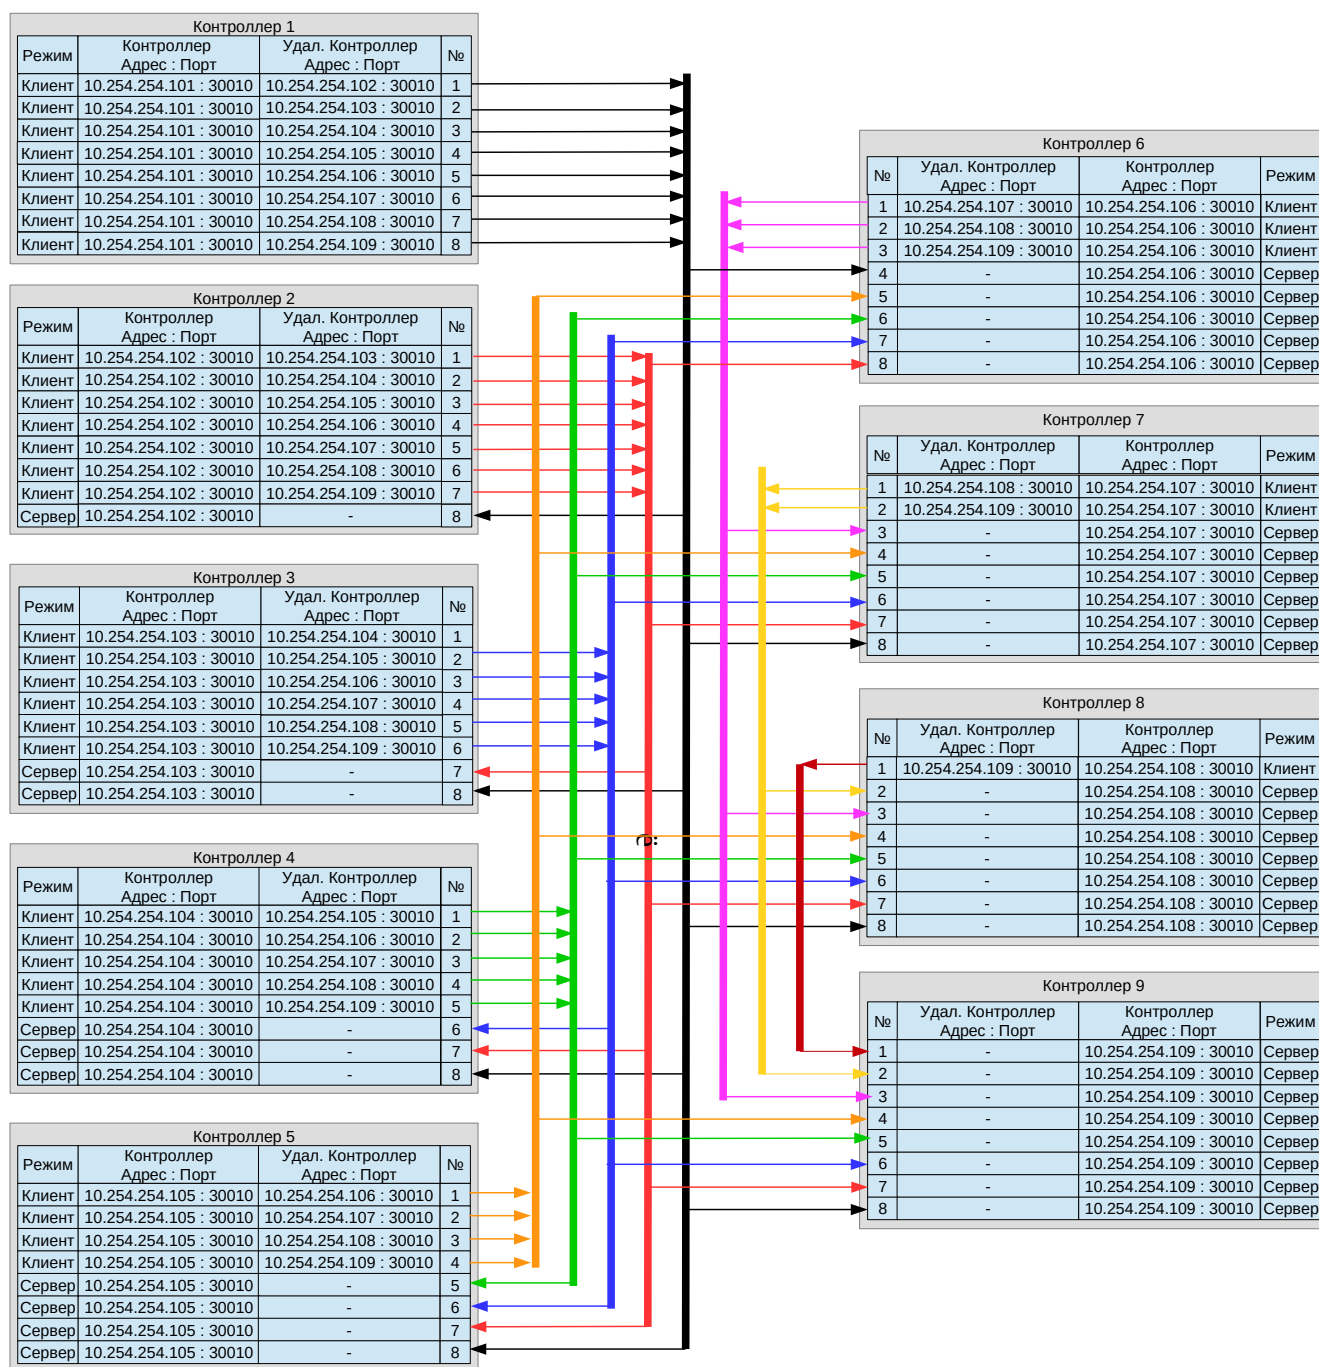 Контроллер 1
Режим Контроллер Адрес : Порт Удал. Контроллер Адрес : Порт №
Клиент 10.254.254.101 : 30010 10.254.254.102 : 30010 1
Клиент 10.254.254.101 : 30010 10.254.254.103 : 30010 2
Клиент 10.254.254.101 : 30010 10.254.254.104 : 30010 3
Клиент 10.254.254.101 : 30010 10.254.254.105 : 30010 4
Клиент 10.254.254.101 : 30010 10.254.254.106 : 30010 5
Клиент 10.254.254.101 : 30010 10.254.254.107 : 30010 6
Клиент 10.254.254.101 : 30010 10.254.254.108 : 30010 7
Клиент 10.254.254.101 : 30010 10.254.254.109 : 30010 8
Контроллер 2
Режим Контроллер Адрес : Порт Удал. Контроллер Адрес : Порт №
Клиент 10.254.254.102 : 30010 10.254.254.103 : 30010 1
Клиент 10.254.254.102 : 30010 10.254.254.104 : 30010 2
Клиент 10.254.254.102 : 30010 10.254.254.105 : 30010 3
Клиент 10.254.254.102 : 30010 10.254.254.106 : 30010 4
Клиент 10.254.254.102 : 30010 10.254.254.107 : 30010 5
Клиент 10.254.254.102 : 30010 10.254.254.108 : 30010 6
Клиент 10.254.254.102 : 30010 10.254.254.109 : 30010 7
Сервер 10.254.254.102 : 30010 - 8
Контроллер 3
Режим Контроллер Адрес : Порт Удал. Контроллер Адрес : Порт №
Клиент 10.254.254.103 : 30010 10.254.254.104 : 30010 1
Клиент 10.254.254.103 : 30010 10.254.254.105 : 30010 2
Клиент 10.254.254.103 : 30010 10.254.254.106 : 30010 3
Клиент 10.254.254.103 : 30010 10.254.254.107 : 30010 4
Клиент 10.254.254.103 : 30010 10.254.254.108 : 30010 5
Клиент 10.254.254.103 : 30010 10.254.254.109 : 30010 6
Сервер 10.254.254.103 : 30010 - 7
Сервер 10.254.254.103 : 30010 - 8
Контроллер 4
Режим Контроллер Адрес : Порт Удал. Контроллер Адрес : Порт №
Клиент 10.254.254.104 : 30010 10.254.254.105 : 30010 1
Клиент 10.254.254.104 : 30010 10.254.254.106 : 30010 2
Клиент 10.254.254.104 : 30010 10.254.254.107 : 30010 3
Клиент 10.254.254.104 : 30010 10.254.254.108 : 30010 4
Клиент 10.254.254.104 : 30010 10.254.254.109 : 30010 5
Сервер 10.254.254.104 : 30010 - 6
Сервер 10.254.254.104 : 30010 - 7
Сервер 10.254.254.104 : 30010 - 8
Контроллер 5
Режим Контроллер Адрес : Порт Удал. Контроллер Адрес : Порт №
Клиент 10.254.254.105 : 30010 10.254.254.106 : 30010 1
Клиент 10.254.254.105 : 30010 10.254.254.107 : 30010 2
Клиент 10.254.254.105 : 30010 10.254.254.108 : 30010 3
Клиент 10.254.254.105 : 30010 10.254.254.109 : 30010 4
Сервер 10.254.254.105 : 30010 - 5
Сервер 10.254.254.105 : 30010 - 6
Сервер 10.254.254.105 : 30010 - 7
Сервер 10.254.254.105 : 30010 - 8
Контроллер 6
№ Удал. Контроллер Адрес : Порт Контроллер Адрес : Порт Режим
1 10.254.254.107 : 30010 10.254.254.106 : 30010 Клиент
2 10.254.254.108 : 30010 10.254.254.106 : 30010 Клиент
3 10.254.254.109 : 30010 10.254.254.106 : 30010 Клиент
4 - 10.254.254.106 : 30010 Сервер
5 - 10.254.254.106 : 30010 Сервер
6 - 10.254.254.106 : 30010 Сервер
7 - 10.254.254.106 : 30010 Сервер
8 - 10.254.254.106 : 30010 Сервер
Контроллер 7
№ Удал. Контроллер Адрес : Порт Контроллер Адрес : Порт Режим
1 10.254.254.108 : 30010 10.254.254.107 : 30010 Клиент
2 10.254.254.109 : 30010 10.254.254.107 : 30010 Клиент
3 - 10.254.254.107 : 30010 Сервер
4 - 10.254.254.107 : 30010 Сервер
5 - 10.254.254.107 : 30010 Сервер
6 - 10.254.254.107 : 30010 Сервер
7 - 10.254.254.107 : 30010 Сервер
8 - 10.254.254.107 : 30010 Сервер
Контроллер 8
№ Удал. Контроллер Адрес : Порт Контроллер Адрес : Порт Режим
1 10.254.254.109 : 30010 10.254.254.108 : 30010 Клиент
2 - 10.254.254.108 : 30010 Сервер
3 - 10.254.254.108 : 30010 Сервер
4 - 10.254.254.108 : 30010 Сервер
5 - 10.254.254.108 : 30010 Сервер
6 - 10.254.254.108 : 30010 Сервер
7 - 10.254.254.108 : 30010 Сервер
8 - 10.254.254.108 : 30010 Сервер
Контроллер 9
№ Удал. Контроллер Адрес : Порт Контроллер Адрес : Порт Режим
1 - 10.254.254.109 : 30010 Сервер
2 - 10.254.254.109 : 30010 Сервер
3 - 10.254.254.109 : 30010 Сервер
4 - 10.254.254.109 : 30010 Сервер
5 - 10.254.254.109 : 30010 Сервер
6 - 10.254.254.109 : 30010 Сервер
7 - 10.254.254.109 : 30010 Сервер
8 - 10.254.254.109 : 30010 Сервер